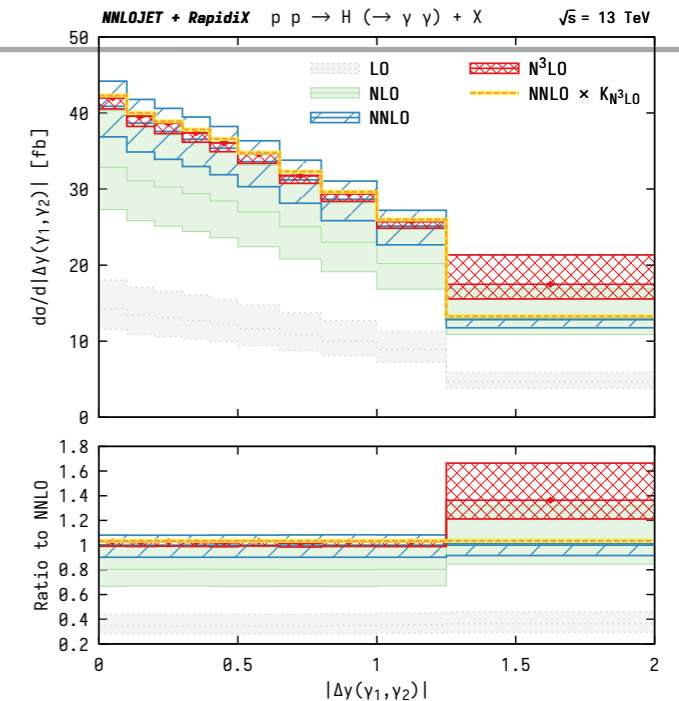 NNLOJET + RapidiX p p → H (→ γ γ) + X √s = 13 TeV
50
40
30
20
10
0
dσ/d|Δy(γ₁,γ₂)| [fb]
LO
NLO
NNLO
N³LO
NNLO × K_N³LO
1.8
1.6
1.4
1.2
1
0.8
0.6
0.4
0.2
Ratio to NNLO
0 0.5 1 1.5 2
|Δy(γ₁,γ₂)|